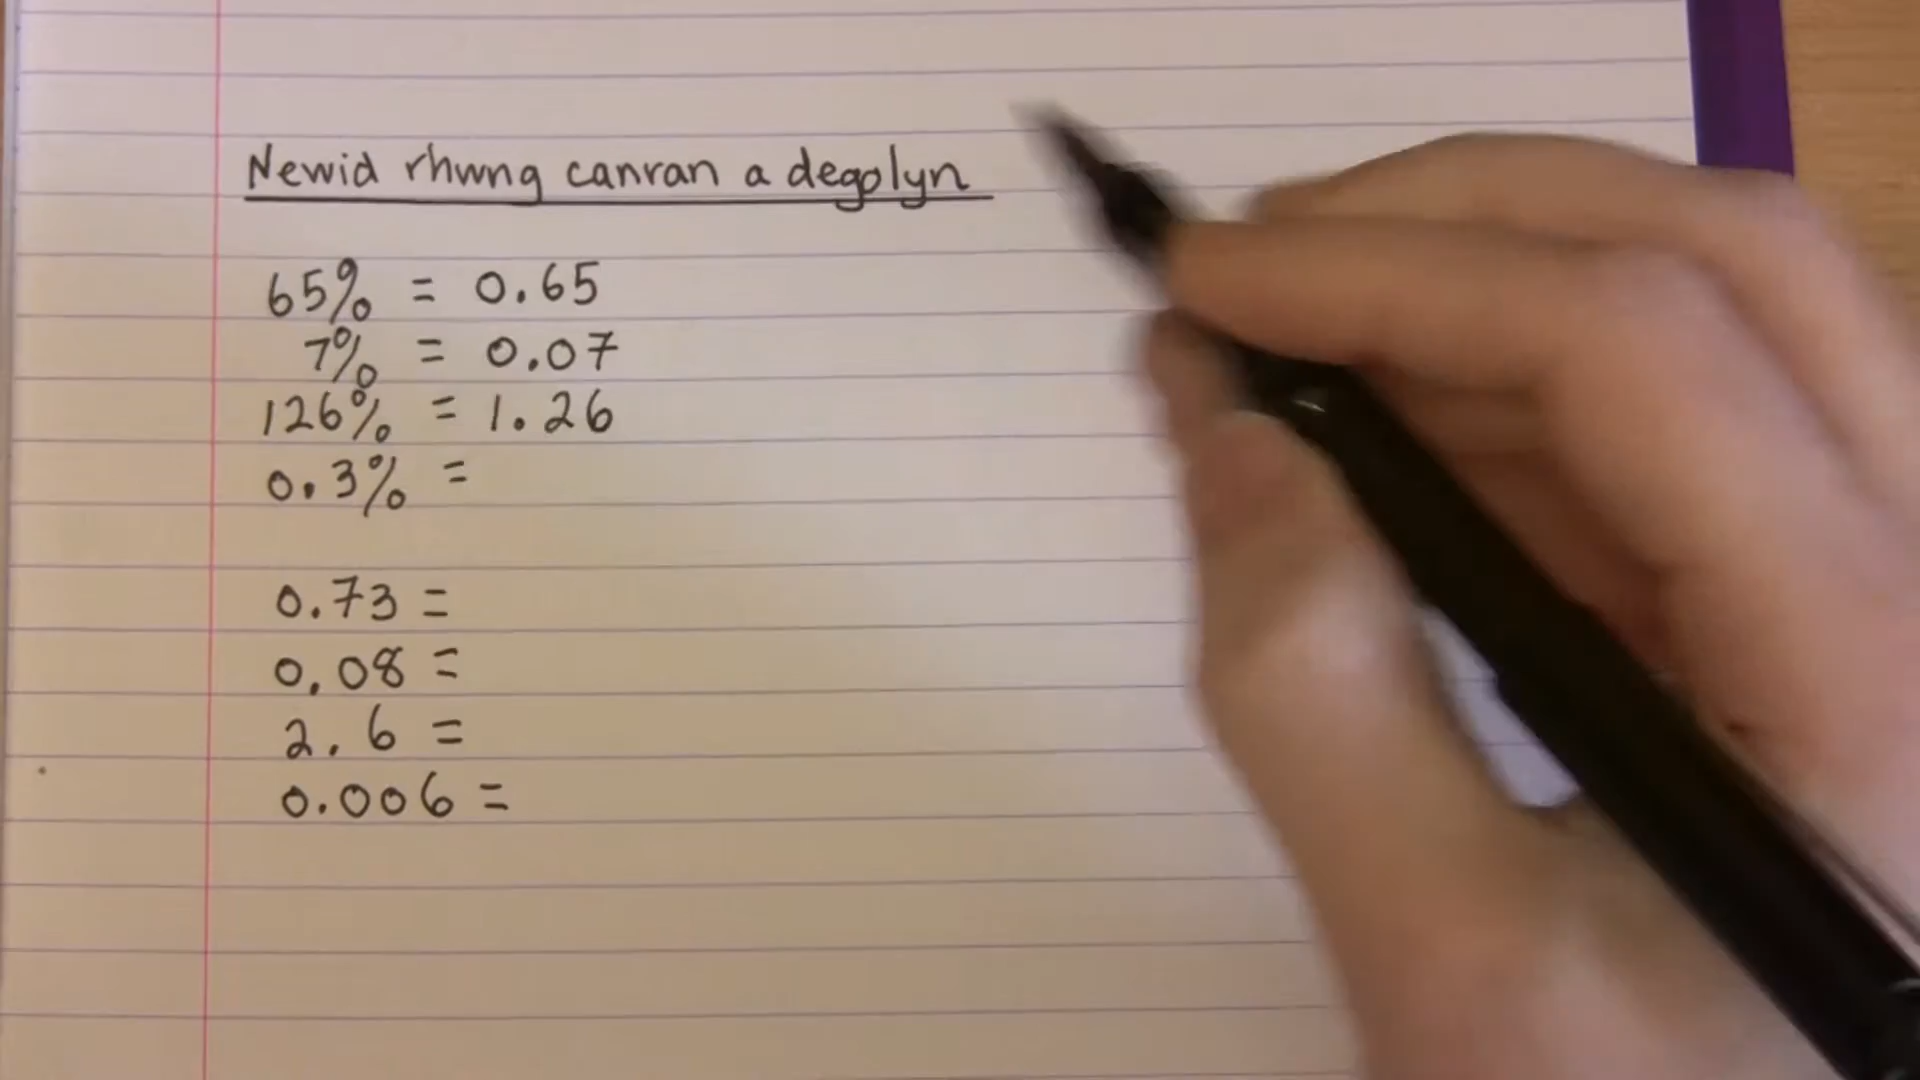 Newid rhwng canran a degolyn
65% = 0.65
7% = 0.07
126% = 1.26
0.3% =
0.73 =
0.08 =
2.6 =
0.006 =